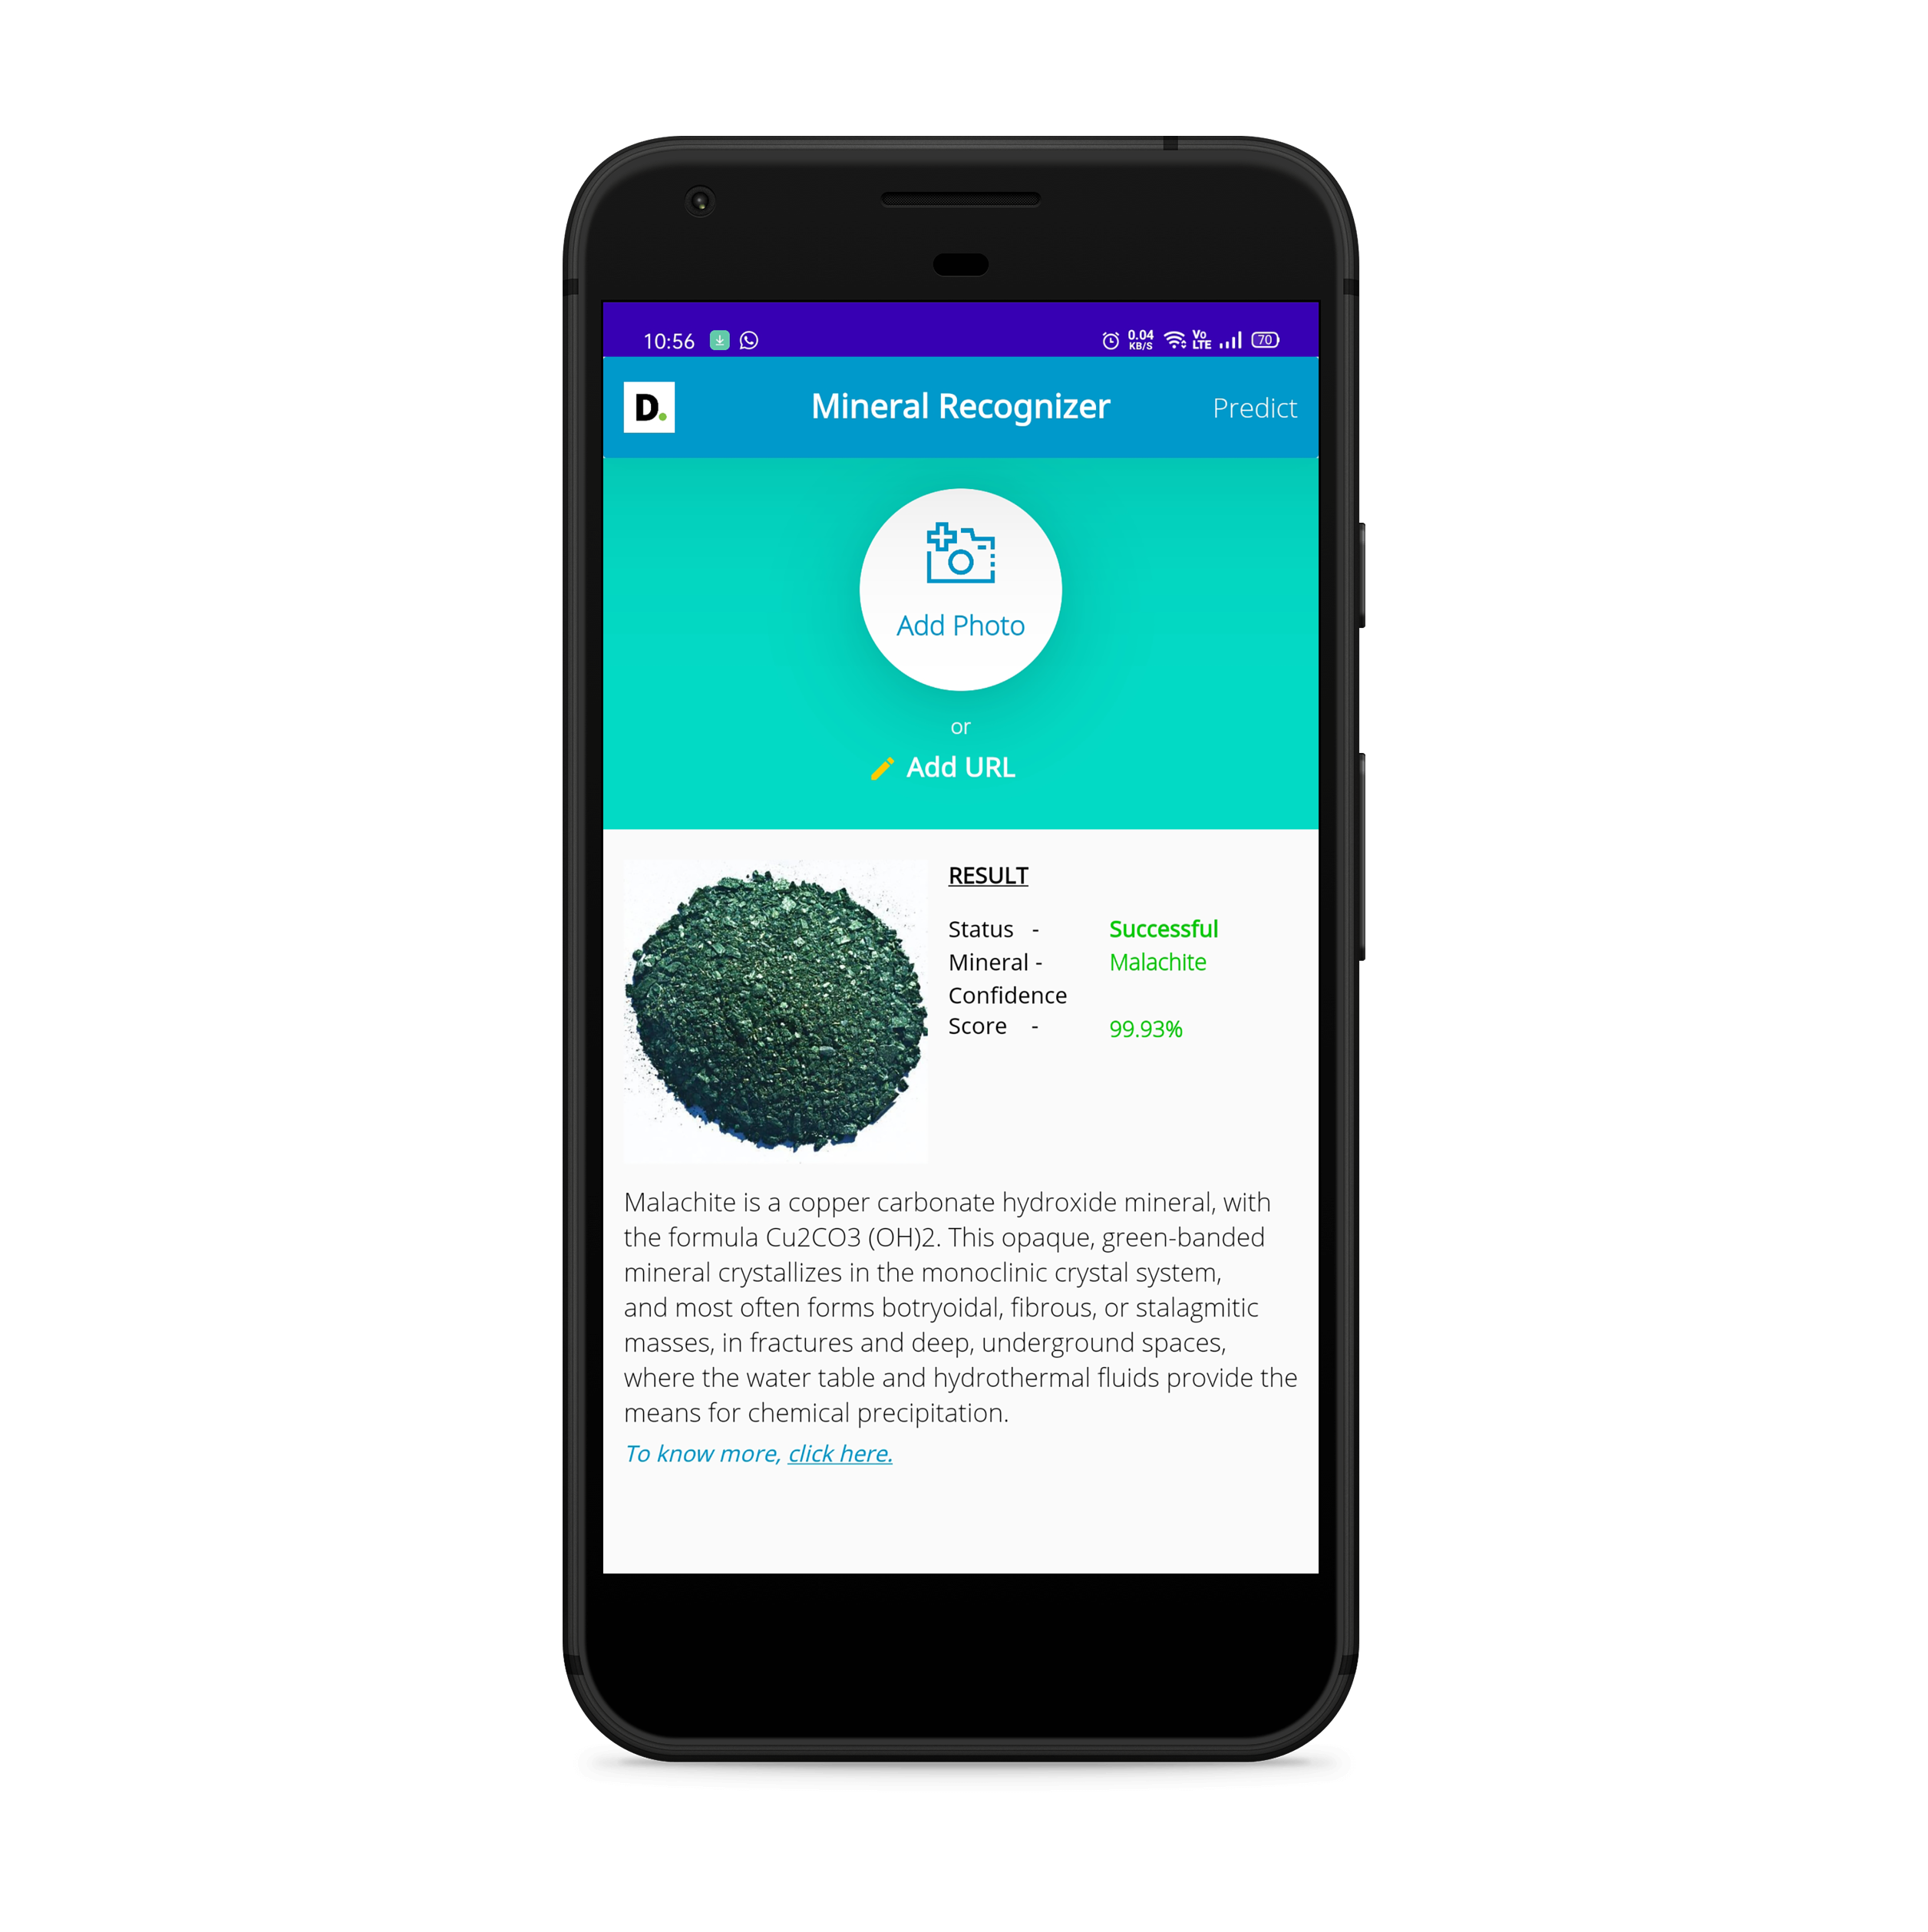 10:56 0.04 KB/S Vo LTE 70
D. Mineral Recognizer Predict
Add Photo
or
Add URL
RESULT
Status - Successful
Mineral - Malachite
Confidence
Score - 99.93%
Malachite is a copper carbonate hydroxide mineral, with
the formula Cu2CO3 (OH)2. This opaque, green-banded
mineral crystallizes in the monoclinic crystal system,
and most often forms botryoidal, fibrous, or stalagmitic
masses, in fractures and deep, underground spaces,
where the water table and hydrothermal fluids provide the
means for chemical precipitation.
To know more, click here.